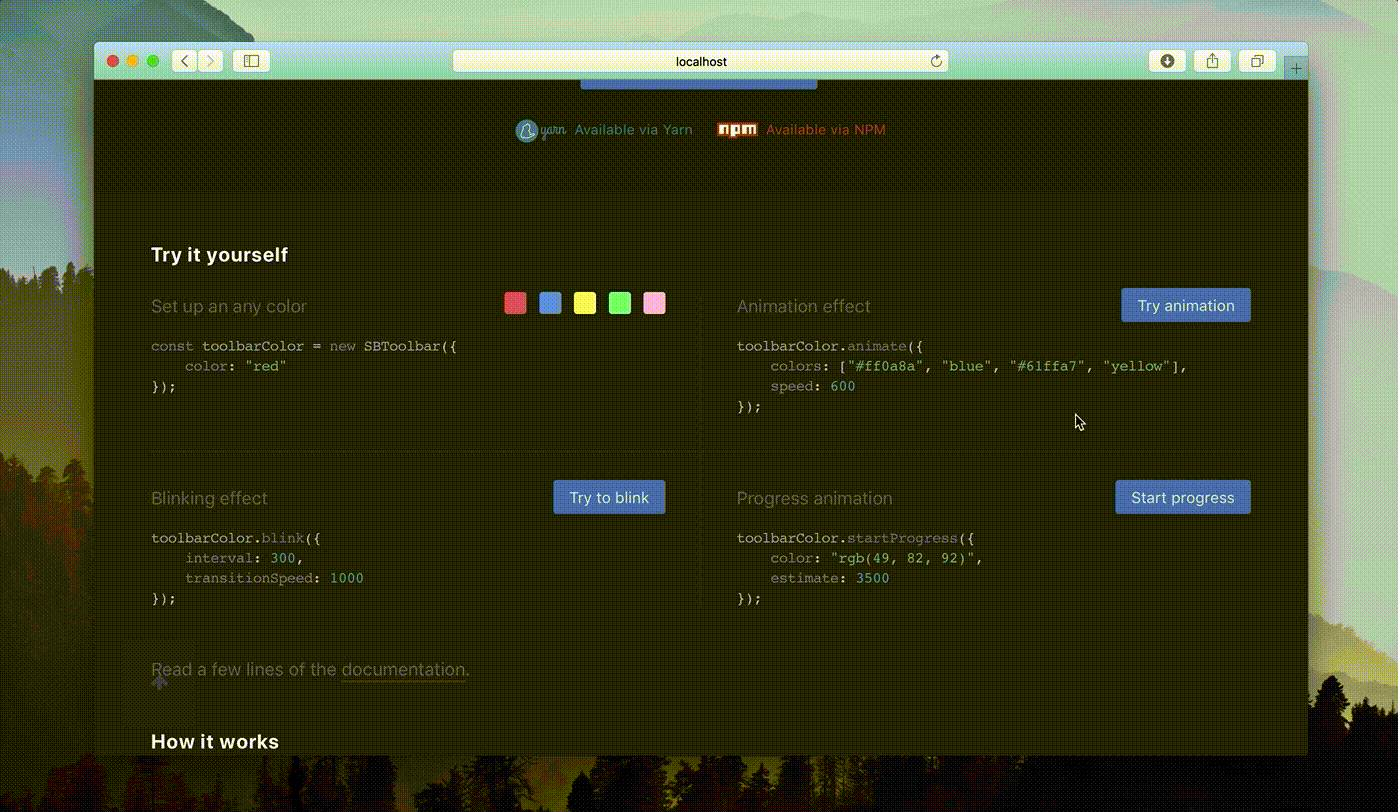 localhost
yarn Available via Yarn npm Available via NPM
Try it yourself
Set up an any color
const toolbarColor = new SBToolbar({
    color: "red"
});
Animation effect
Try animation
toolbarColor.animate({
    colors: ["#ff0a8a", "blue", "#61ffa7", "yellow"],
    speed: 600
});
Blinking effect
Try to blink
toolbarColor.blink({
    interval: 300,
    transitionSpeed: 1000
});
Progress animation
Start progress
toolbarColor.startProgress({
    color: "rgb(49, 82, 92)",
    estimate: 3500
});
Read a few lines of the documentation.
How it works